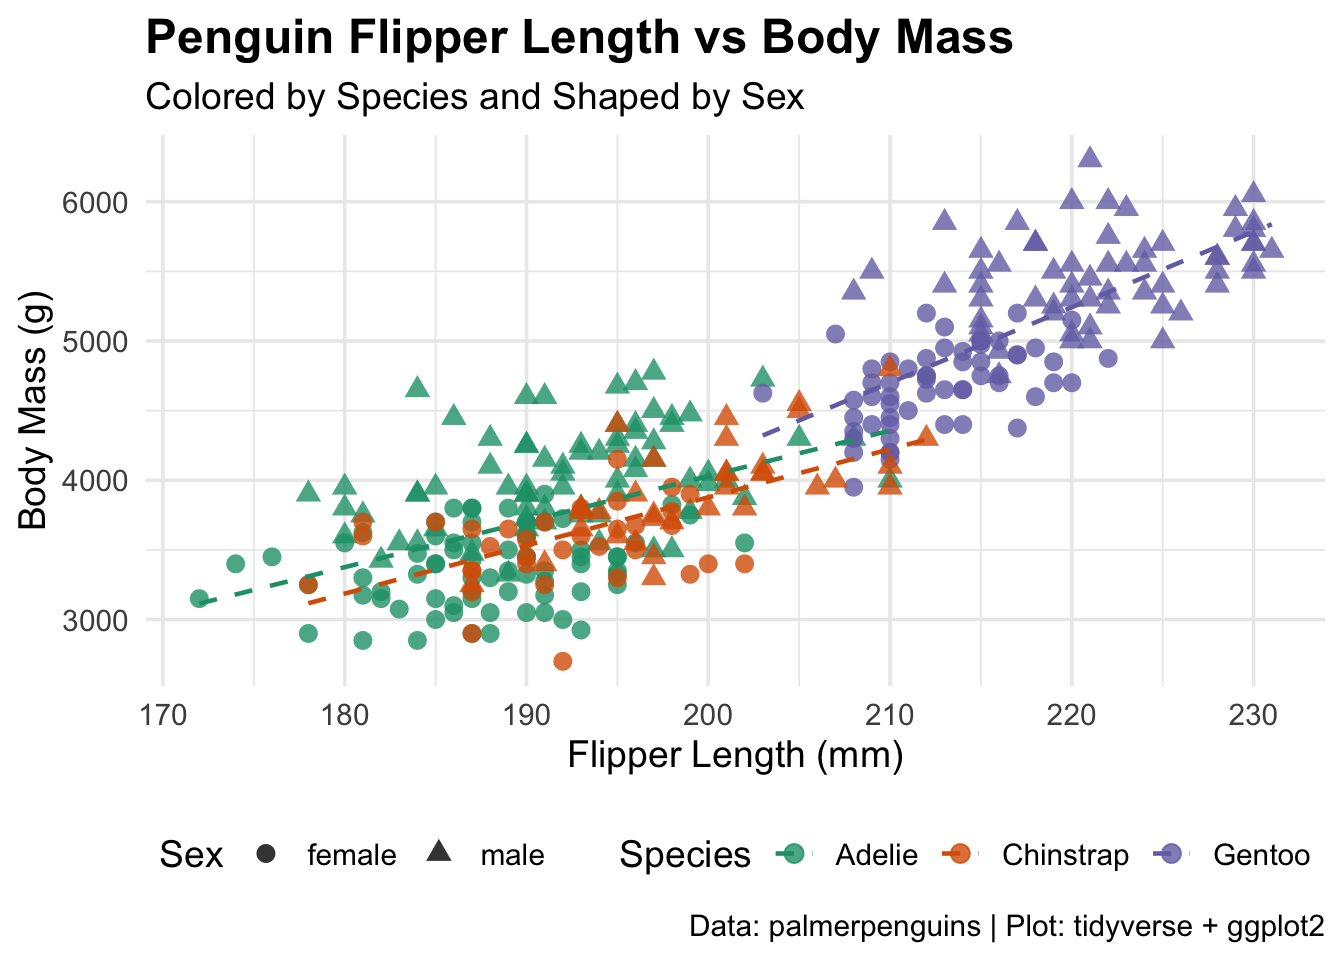 Penguin Flipper Length vs Body Mass
Colored by Species and Shaped by Sex
6000
5000
4000
3000
Body Mass (g)
170 180 190 200 210 220 230
Flipper Length (mm)
Sex female male Species Adelie Chinstrap Gentoo
Data: palmerpenguins | Plot: tidyverse + ggplot2